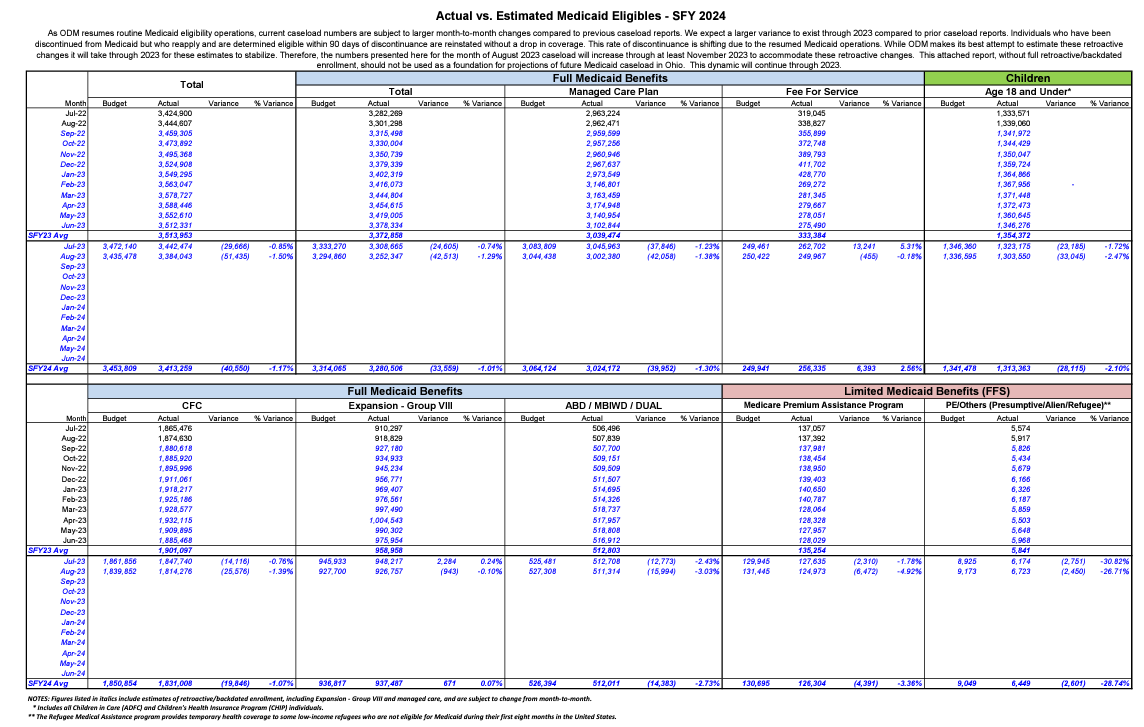 Actual vs. Estimated Medicaid Eligibles - SFY 2024
As ODM resumes routine Medicaid eligibility operations, current caseload numbers are subject to larger month-to-month changes compared to previous caseload reports. We expect a larger variance to exist through 2023 compared to prior caseload reports. Individuals who have been
discontinued from Medicaid but who reapply and are determined eligible within 90 days of discontinuance are reinstated without a drop in coverage. This rate of discontinuance is shifting due to the resumed Medicaid operations. While ODM makes its best attempt to estimate these retroactive
changes it will take through 2023 for these estimates to stabilize. Therefore, the numbers presented here for the month of August 2023 caseload will increase through at least November 2023 to accommodate these retroactive changes. This attached report, without full retroactive/backdated
enrollment, should not be used as a foundation for projections of future Medicaid caseload in Ohio. This dynamic will continue through 2023.
Total Full Medicaid Benefits Children
Total Managed Care Plan Fee For Service Age 18 and Under*
Month Budget Actual Variance % Variance Budget Actual Variance % Variance Budget Actual Variance % Variance Budget Actual Variance % Variance Budget Actual Variance % Variance
Jul-22 3,424,900 3,282,269 2,963,224 319,045 1,333,571
Aug-22 3,444,607 3,301,298 2,962,471 338,827 1,339,060
Sep-22 3,459,305 3,315,498 2,959,599 355,899 1,341,972
Oct-22 3,473,892 3,330,004 2,957,256 372,748 1,344,429
Nov-22 3,495,368 3,350,739 2,960,946 389,793 1,350,047
Dec-22 3,524,908 3,379,339 2,967,637 411,702 1,359,724
Jan-23 3,549,295 3,402,319 2,973,549 428,770 1,364,866
Feb-23 3,563,047 3,416,073 3,146,801 269,272 1,367,956 -
Mar-23 3,578,727 3,444,804 3,163,459 281,345 1,371,448
Apr-23 3,588,446 3,454,615 3,174,948 279,667 1,372,473
May-23 3,552,610 3,419,005 3,140,954 278,051 1,360,645
Jun-23 3,512,331 3,378,334 3,102,844 275,490 1,346,276
SFY23 Avg 3,513,953 3,372,858 3,039,474 333,384 1,354,372
Jul-23 3,472,140 3,442,474 (29,666) -0.85% 3,333,270 3,308,665 (24,605) -0.74% 3,083,809 3,045,963 (37,846) -1.23% 249,461 262,702 13,241 5.31% 1,346,360 1,323,175 (23,185) -1.72%
Aug-23 3,435,478 3,384,043 (51,435) -1.50% 3,294,860 3,252,347 (42,513) -1.29% 3,044,438 3,002,380 (42,058) -1.38% 250,422 249,967 (455) -0.18% 1,336,595 1,303,550 (33,045) -2.47%
Sep-23
Oct-23
Nov-23
Dec-23
Jan-24
Feb-24
Mar-24
Apr-24
May-24
Jun-24
SFY24 Avg 3,453,809 3,413,259 (40,550) -1.17% 3,314,065 3,280,506 (33,559) -1.01% 3,064,124 3,024,172 (39,952) -1.30% 249,941 256,335 6,393 2.56% 1,341,478 1,313,363 (28,115) -2.10%
Full Medicaid Benefits Limited Medicaid Benefits (FFS)
CFC Expansion - Group VIII ABD / MBIWD / DUAL Medicare Premium Assistance Program PE/Others (Presumptive/Alien/Refugee)**
Month Budget Actual Variance % Variance Budget Actual Variance % Variance Budget Actual Variance % Variance Budget Actual Variance % Variance Budget Actual Variance % Variance
Jul-22 1,865,476 910,297 506,496 137,057 5,574
Aug-22 1,874,630 918,829 507,839 137,392 5,917
Sep-22 1,880,618 927,180 507,700 137,981 5,826
Oct-22 1,885,920 934,933 509,151 138,454 5,434
Nov-22 1,895,996 945,234 509,509 138,950 5,679
Dec-22 1,911,061 956,771 511,507 139,403 6,166
Jan-23 1,918,217 969,407 514,695 140,650 6,326
Feb-23 1,925,186 976,561 514,326 140,787 6,187
Mar-23 1,928,577 997,490 518,737 128,064 5,859
Apr-23 1,932,115 1,004,543 517,957 128,328 5,503
May-23 1,909,895 990,302 518,808 127,957 5,648
Jun-23 1,885,468 975,954 516,912 128,029 5,968
SFY23 Avg 1,901,097 958,958 512,803 135,254 5,841
Jul-23 1,861,856 1,847,740 (14,116) -0.76% 945,933 948,217 2,284 0.24% 525,481 512,708 (12,773) -2.43% 129,945 127,635 (2,310) -1.78% 8,925 6,174 (2,751) -30.82%
Aug-23 1,839,852 1,814,276 (25,576) -1.39% 927,700 926,757 (943) -0.10% 527,308 511,314 (15,994) -3.03% 131,445 124,973 (6,472) -4.92% 9,173 6,723 (2,450) -26.71%
Sep-23
Oct-23
Nov-23
Dec-23
Jan-24
Feb-24
Mar-24
Apr-24
May-24
Jun-24
SFY24 Avg 1,850,854 1,831,008 (19,846) -1.07% 936,817 937,487 671 0.07% 526,394 512,011 (14,383) -2.73% 130,695 126,304 (4,391) -3.36% 9,049 6,449 (2,601) -28.74%
NOTES: Figures listed in italics include estimates of retroactive/backdated enrollment, including Expansion - Group VIII and managed care, and are subject to change from month-to-month.
* Includes all Children in Care (ADFC) and Children's Health Insurance Program (CHIP) individuals.
** The Refugee Medical Assistance program provides temporary health coverage to some low-income refugees who are not eligible for Medicaid during their first eight months in the United States.